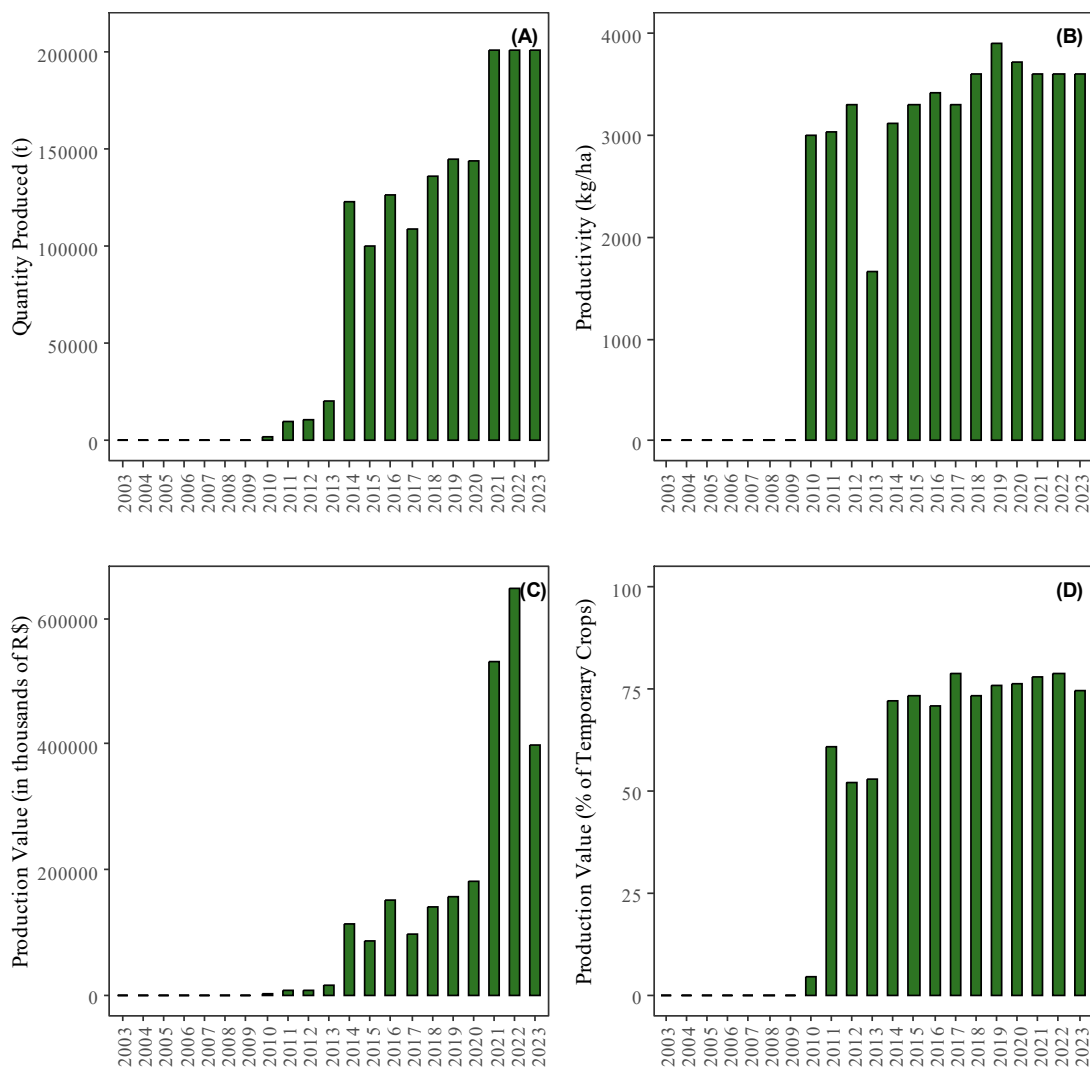 (A)
Quantity Produced (t)
200000
150000
100000
50000
0
2003 2004 2005 2006 2007 2008 2009 2010 2011 2012 2013 2014 2015 2016 2017 2018 2019 2020 2021 2022 2023
(B)
Productivity (kg/ha)
4000
3000
2000
1000
0
2003 2004 2005 2006 2007 2008 2009 2010 2011 2012 2013 2014 2015 2016 2017 2018 2019 2020 2021 2022 2023
(C)
Production Value (in thousands of R$)
600000
400000
200000
0
2003 2004 2005 2006 2007 2008 2009 2010 2011 2012 2013 2014 2015 2016 2017 2018 2019 2020 2021 2022 2023
(D)
Production Value (% of Temporary Crops)
100
75
50
25
0
2003 2004 2005 2006 2007 2008 2009 2010 2011 2012 2013 2014 2015 2016 2017 2018 2019 2020 2021 2022 2023